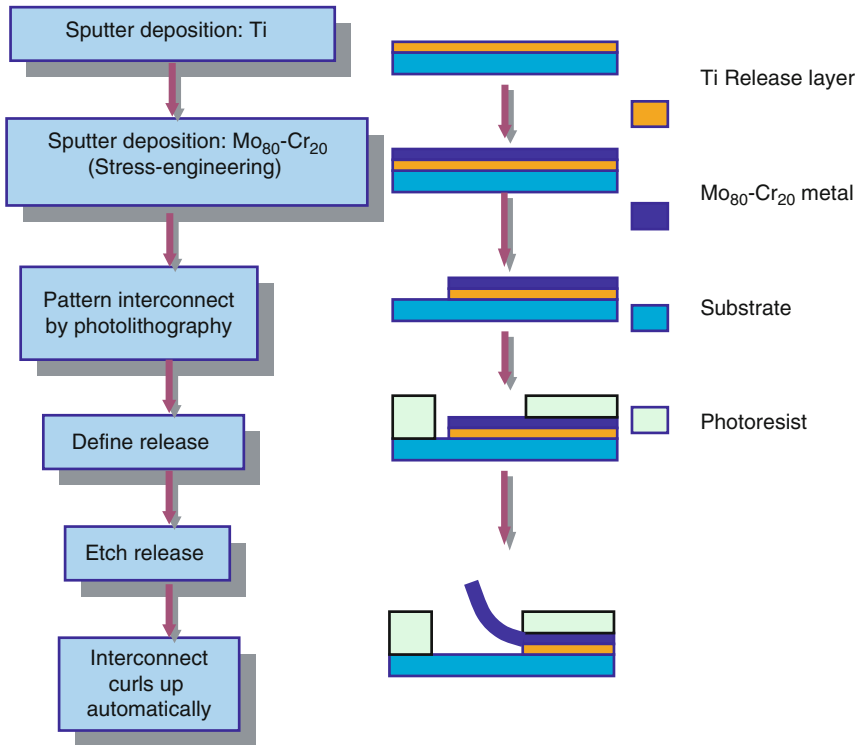 Sputter deposition: Ti
Sputter deposition: Mo₈₀-Cr₂₀
(Stress-engineering)
Pattern interconnect
by photolithography
Define release
Etch release
Interconnect
curls up
automatically
Ti Release layer
Mo₈₀-Cr₂₀ metal
Substrate
Photoresist